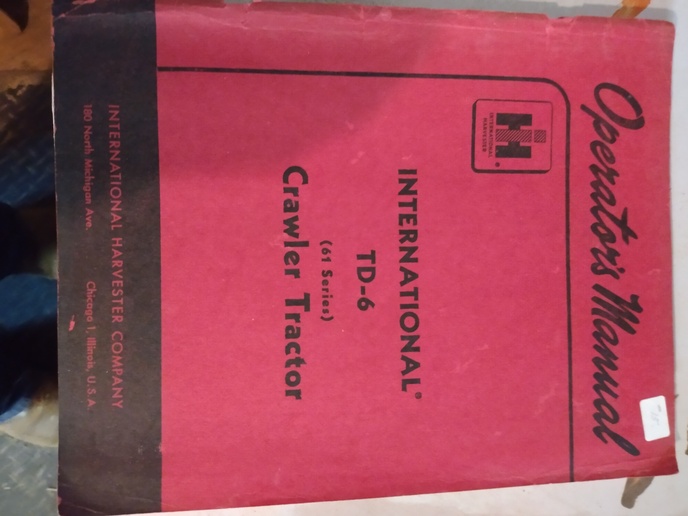 Operator's Manual
INTERNATIONAL
HARVESTER
®
INTERNATIONAL®
TD-6
(61 Series)
Crawler Tractor
INTERNATIONAL HARVESTER COMPANY
180 North Michigan Ave. Chicago 1, Illinois, U.S.A.